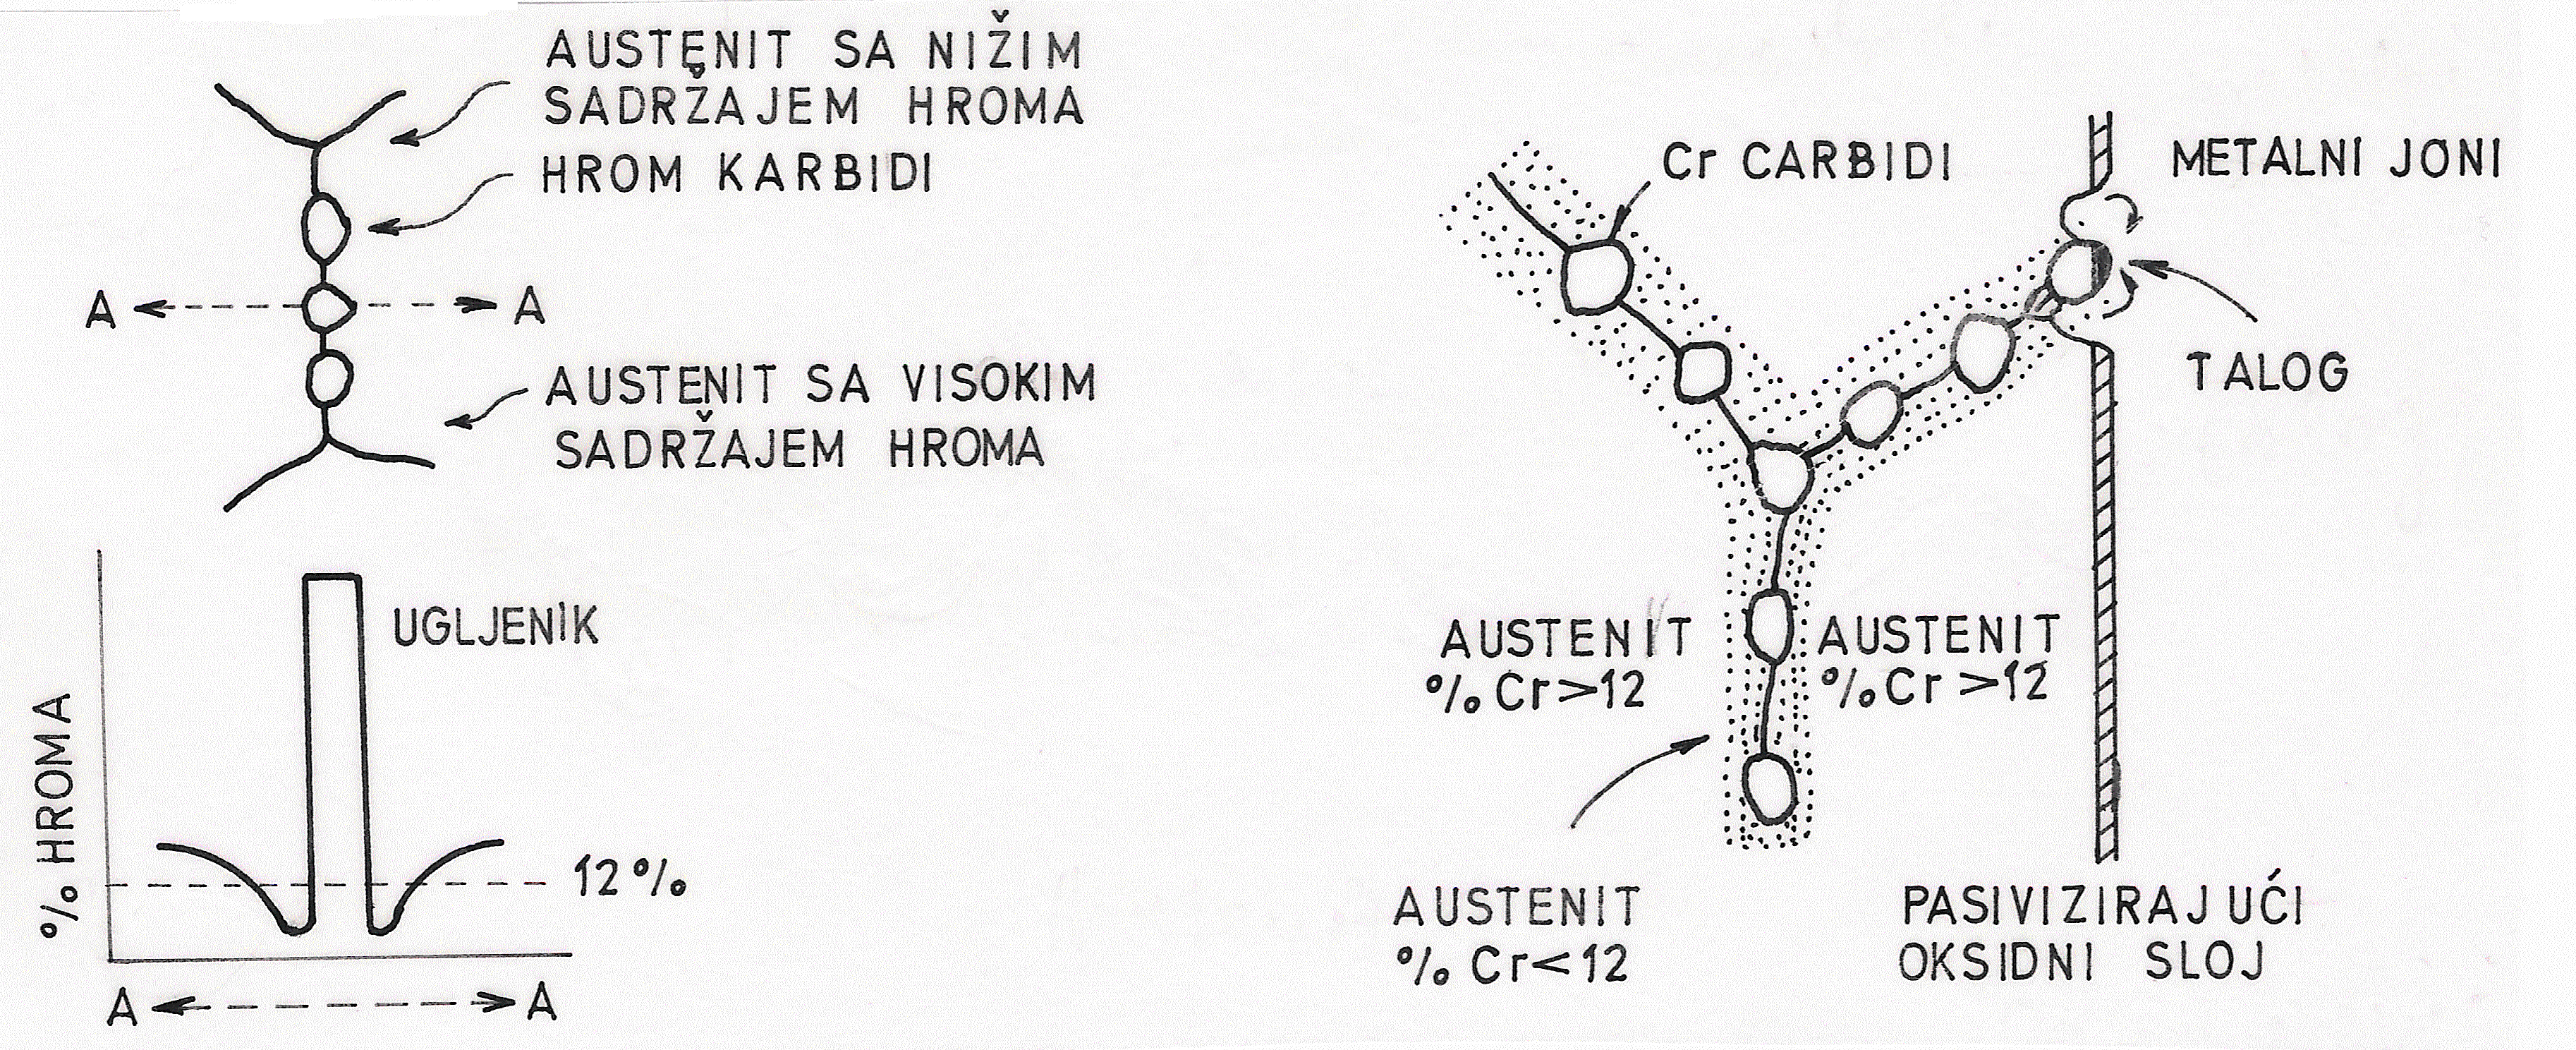 AUSTENIT SA NIŽIM
SADRŽAJEM HROMA
HROM KARBIDI
A A
AUSTENIT SA VISOKIM
SADRŽAJEM HROMA
UGLJENIK
% HROMA
12%
A A
Cr CARBIDI
METALNI JONI
TALOG
AUSTENIT
% Cr>12
AUSTENIT
% Cr >12
AUSTENIT
% Cr<12
PASIVIZIRAJUĆI
OKSIDNI SLOJ